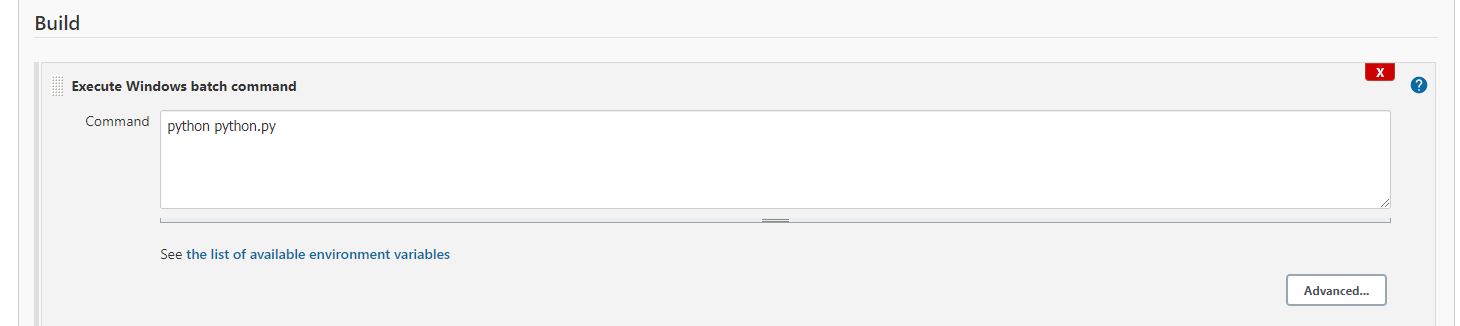 Build
X
Execute Windows batch command
?
Command
python python.py
See the list of available environment variables
Advanced...